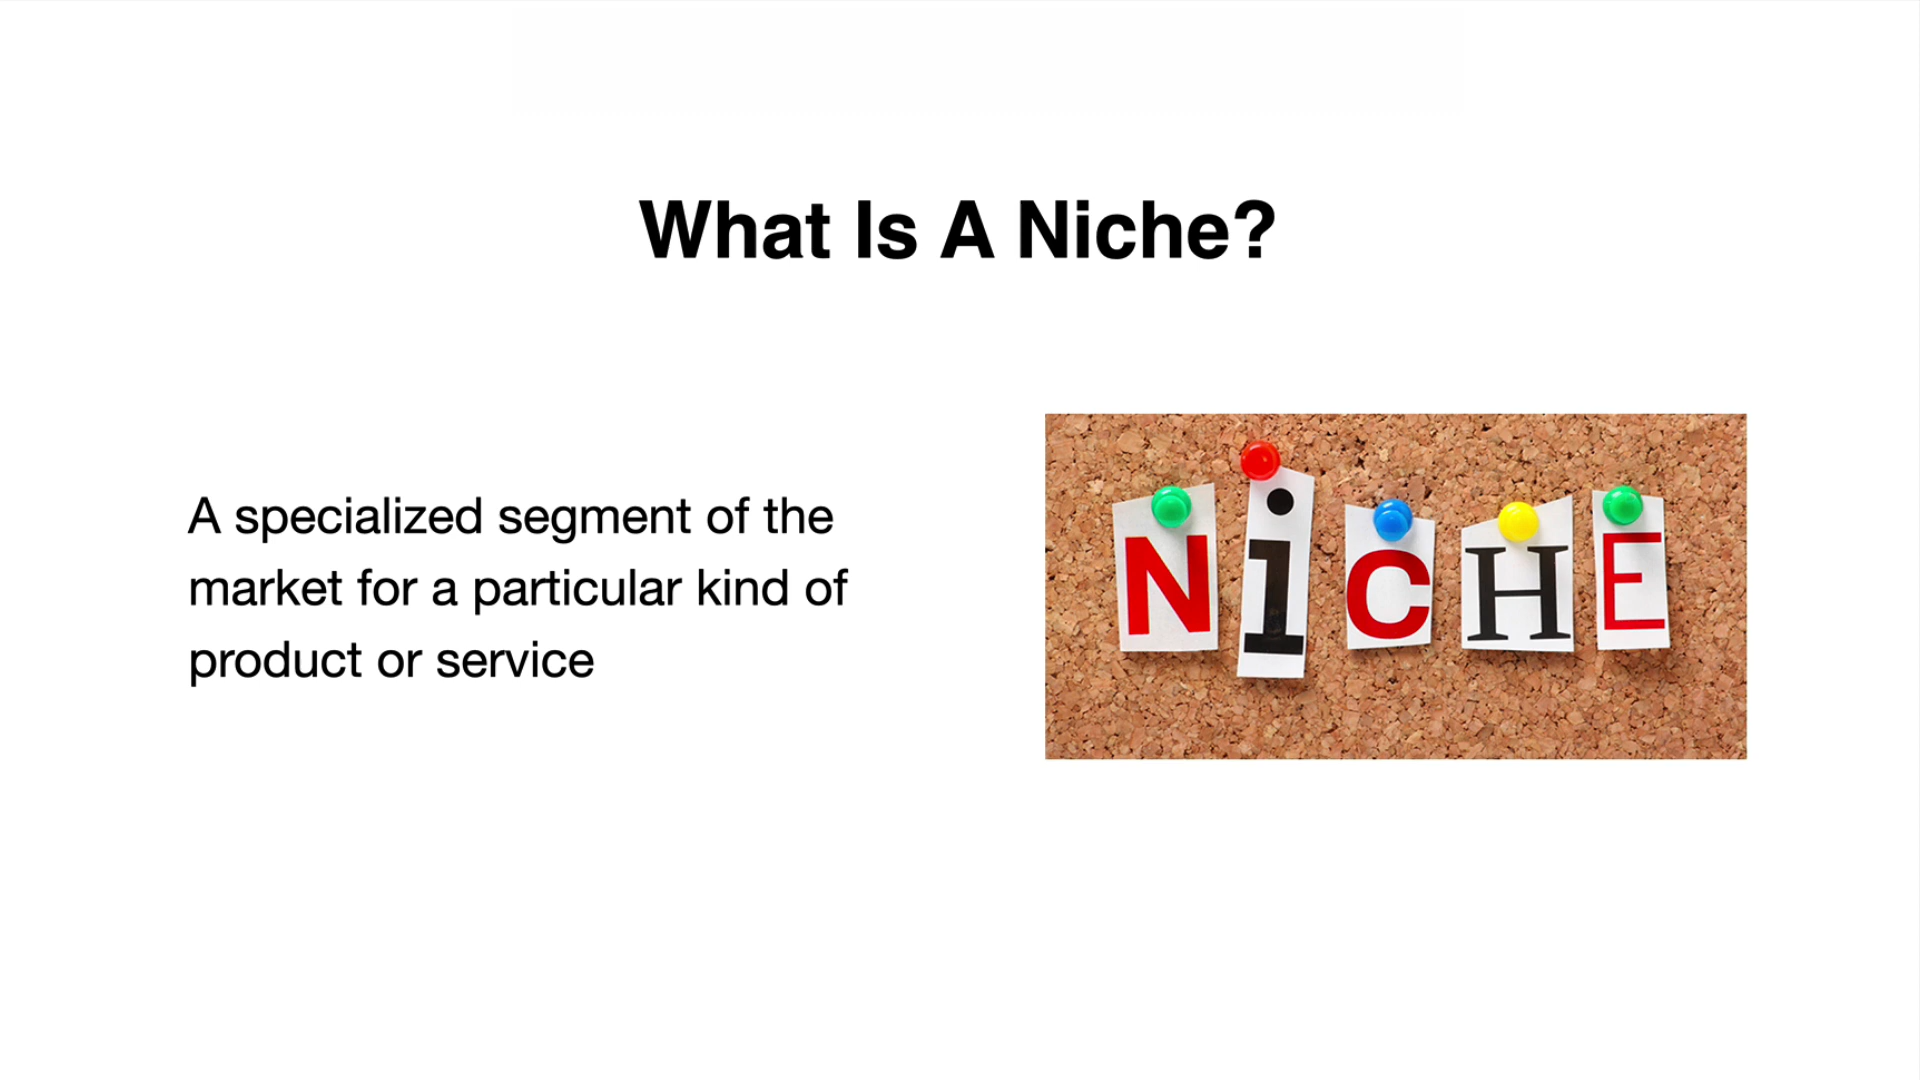 What Is A Niche?
A specialized segment of the
market for a particular kind of
product or service
NiCHE